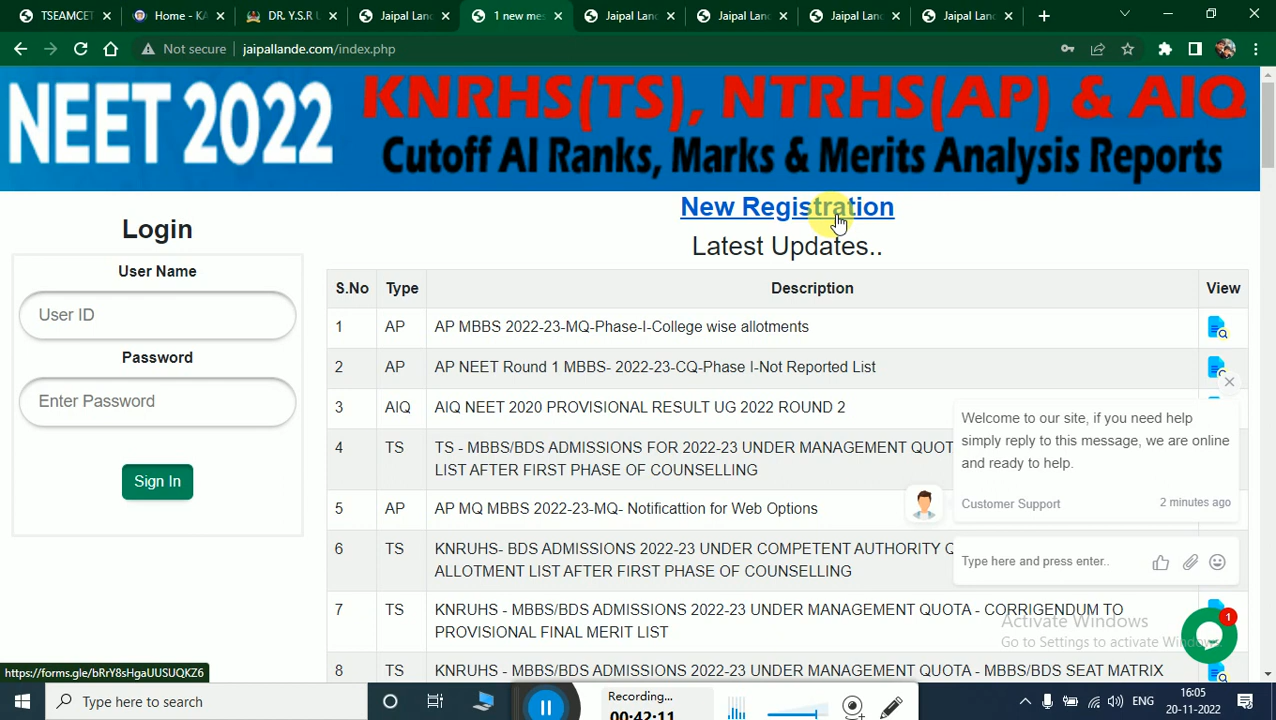 TSEAMCET
Home - KA
DR. Y.S.R U
Jaipal Land
1 new mes
Jaipal Land
Jaipal Land
Jaipal Land
Jaipal Land
Not secure
jaipallande.com/index.php
NEET 2022
KNRHS(TS), NTRHS(AP) & AIQ
Cutoff AI Ranks, Marks & Merits Analysis Reports
New Registration
Latest Updates..
Login
User Name
User ID
Password
Enter Password
Sign In
S.No Type Description View
1 AP AP MBBS 2022-23-MQ-Phase-I-College wise allotments
2 AP AP NEET Round 1 MBBS- 2022-23-CQ-Phase I-Not Reported List
3 AIQ AIQ NEET 2020 PROVISIONAL RESULT UG 2022 ROUND 2
4 TS TS - MBBS/BDS ADMISSIONS FOR 2022-23 UNDER MANAGEMENT QUOT
LIST AFTER FIRST PHASE OF COUNSELLING
5 AP AP MQ MBBS 2022-23-MQ- Notificattion for Web Options
6 TS KNRUHS- BDS ADMISSIONS 2022-23 UNDER COMPETENT AUTHORITY Q
ALLOTMENT LIST AFTER FIRST PHASE OF COUNSELLING
7 TS KNRUHS - MBBS/BDS ADMISSIONS 2022-23 UNDER MANAGEMENT QUOTA - CORRIGENDUM TO
PROVISIONAL FINAL MERIT LIST
8 TS KNRUHS - MBBS/BDS ADMISSIONS 2022-23 UNDER MANAGEMENT QUOTA - MBBS/BDS SEAT MATRIX
Welcome to our site, if you need help
simply reply to this message, we are online
and ready to help.
Customer Support 2 minutes ago
Type here and press enter..
1
Activate Windows
Go to Settings to activate Windows.
https://forms.gle/bRrY8sHgaUUSUQKZ6
Type here to search
Recording...
00:42:11
ENG
16:05
20-11-2022